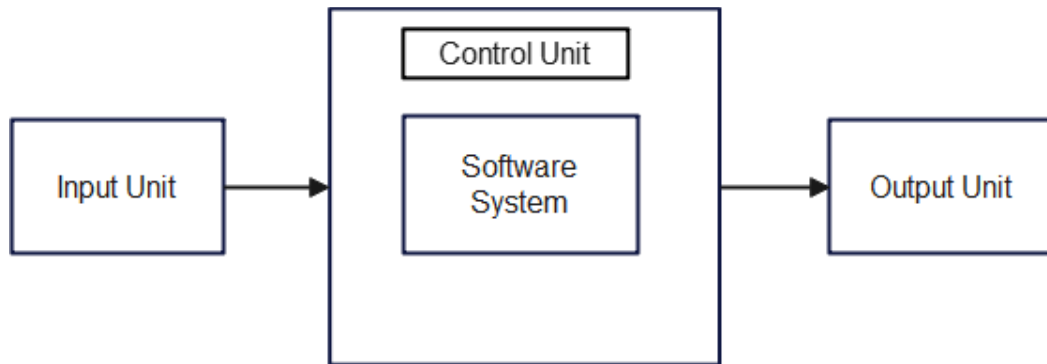 Control Unit
Input Unit
Software
System
Output Unit